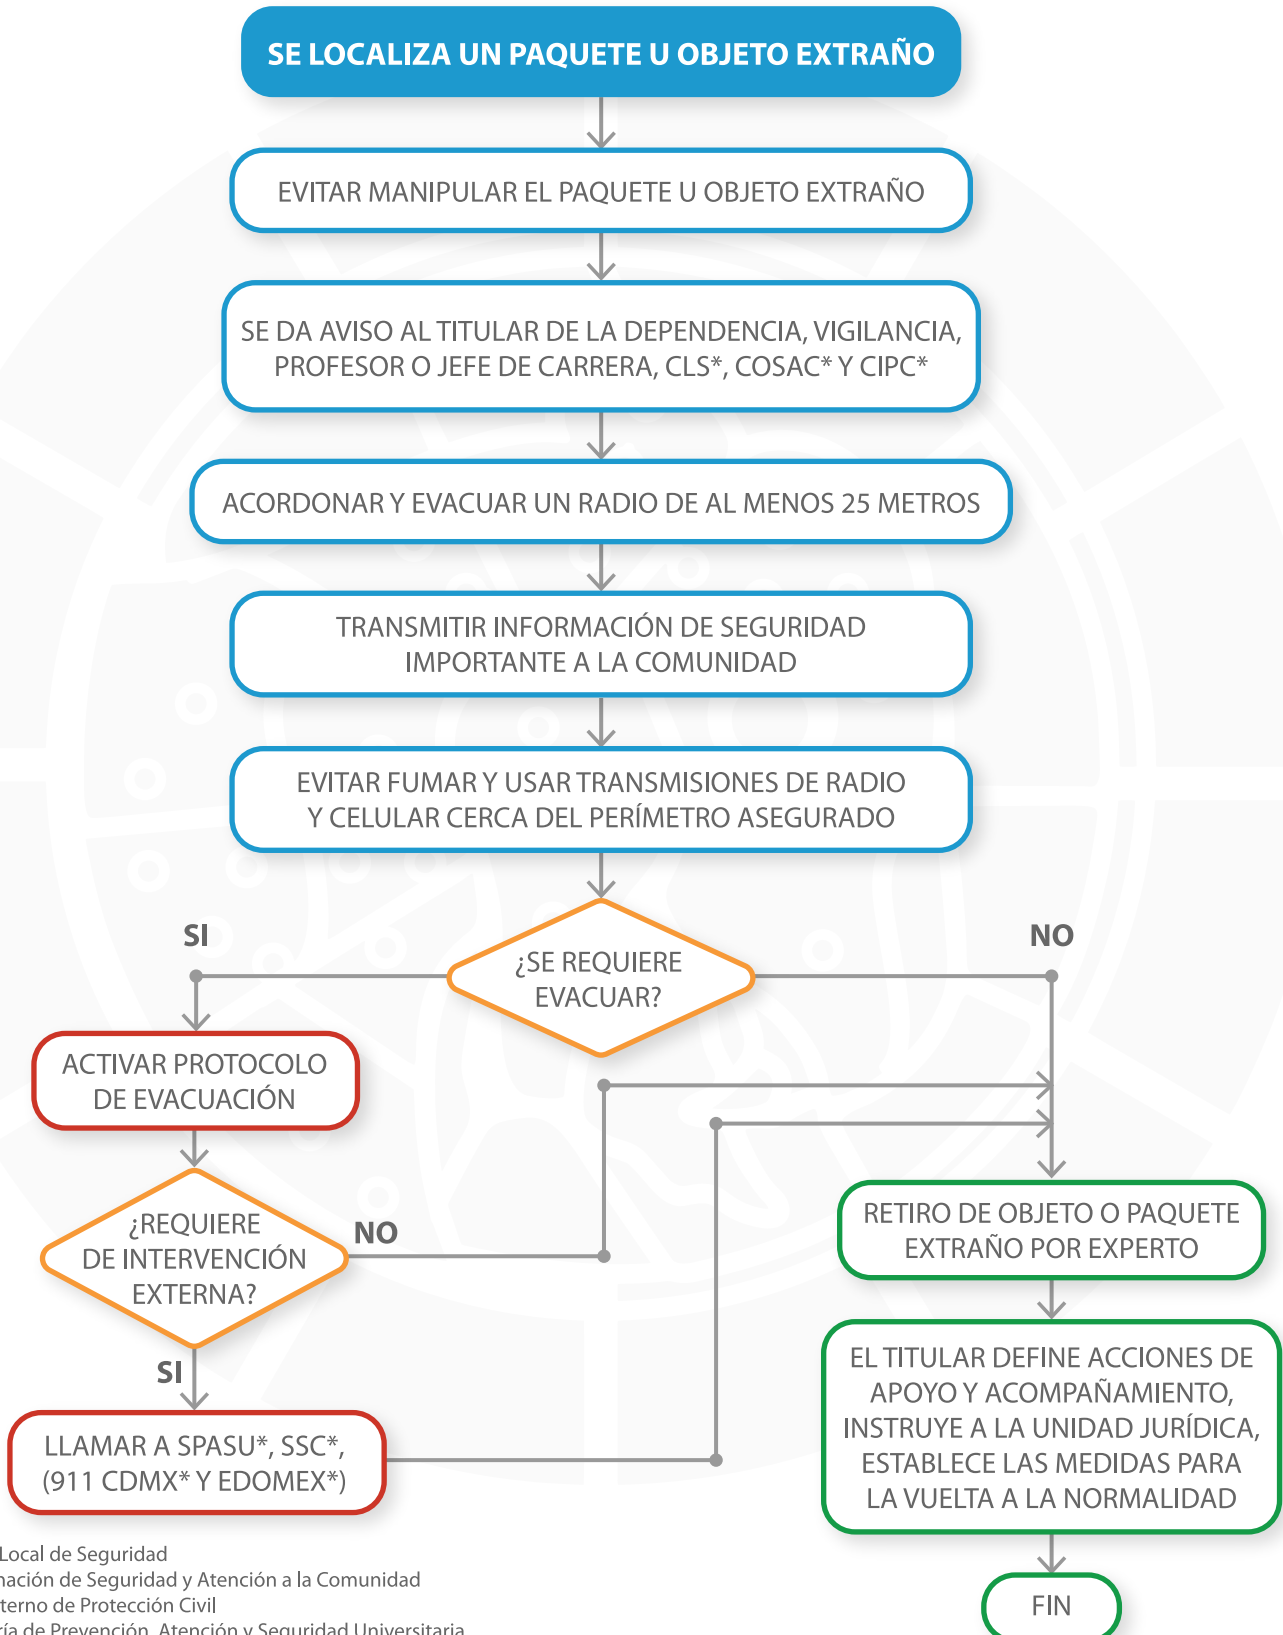 SE LOCALIZA UN PAQUETE U OBJETO EXTRAÑO
EVITAR MANIPULAR EL PAQUETE U OBJETO EXTRAÑO
SE DA AVISO AL TITULAR DE LA DEPENDENCIA, VIGILANCIA,
PROFESOR O JEFE DE CARRERA, CLS*, COSAC* Y CIPC*
ACORDONAR Y EVACUAR UN RADIO DE AL MENOS 25 METROS
TRANSMITIR INFORMACIÓN DE SEGURIDAD
IMPORTANTE A LA COMUNIDAD
EVITAR FUMAR Y USAR TRANSMISIONES DE RADIO
Y CELULAR CERCA DEL PERÍMETRO ASEGURADO
¿SE REQUIERE
EVACUAR?
SI
NO
ACTIVAR PROTOCOLO
DE EVACUACIÓN
¿REQUIERE
DE INTERVENCIÓN
EXTERNA?
NO
SI
LLAMAR A SPASU*, SSC*,
(911 CDMX* Y EDOMEX*)
RETIRO DE OBJETO O PAQUETE
EXTRAÑO POR EXPERTO
EL TITULAR DEFINE ACCIONES DE
APOYO Y ACOMPAÑAMIENTO,
INSTRUYE A LA UNIDAD JURÍDICA,
ESTABLECE LAS MEDIDAS PARA
LA VUELTA A LA NORMALIDAD
FIN
Local de Seguridad
nación de Seguridad y Atención a la Comunidad
terno de Protección Civil
ría de Prevención, Atención y Seguridad Universitaria